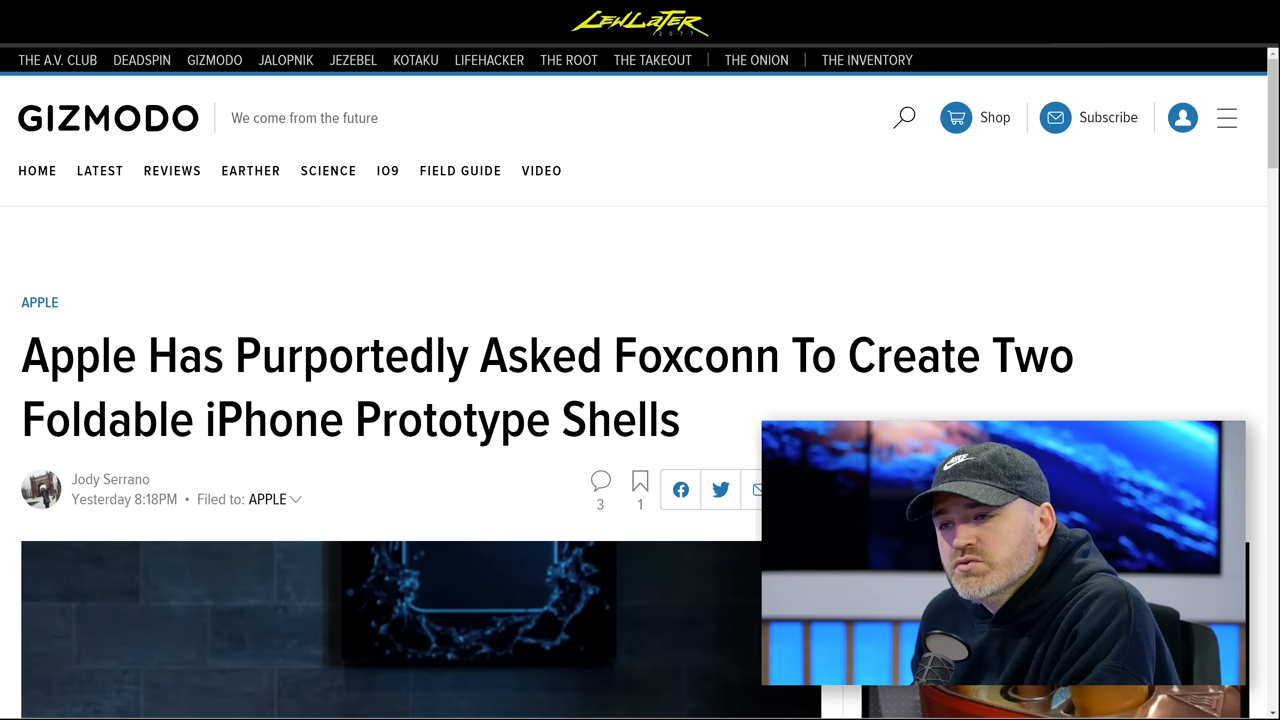 LEWLATER
2077
THE A.V. CLUB DEADSPIN GIZMODO JALOPNIK JEZEBEL KOTAKU LIFEHACKER THE ROOT THE TAKEOUT THE ONION THE INVENTORY
GIZMODO We come from the future Shop Subscribe
HOME LATEST REVIEWS EARTHER SCIENCE IO9 FIELD GUIDE VIDEO
APPLE
Apple Has Purportedly Asked Foxconn To Create Two
Foldable iPhone Prototype Shells
Jody Serrano
Yesterday 8:18PM • Filed to: APPLE
3 1
NIKE